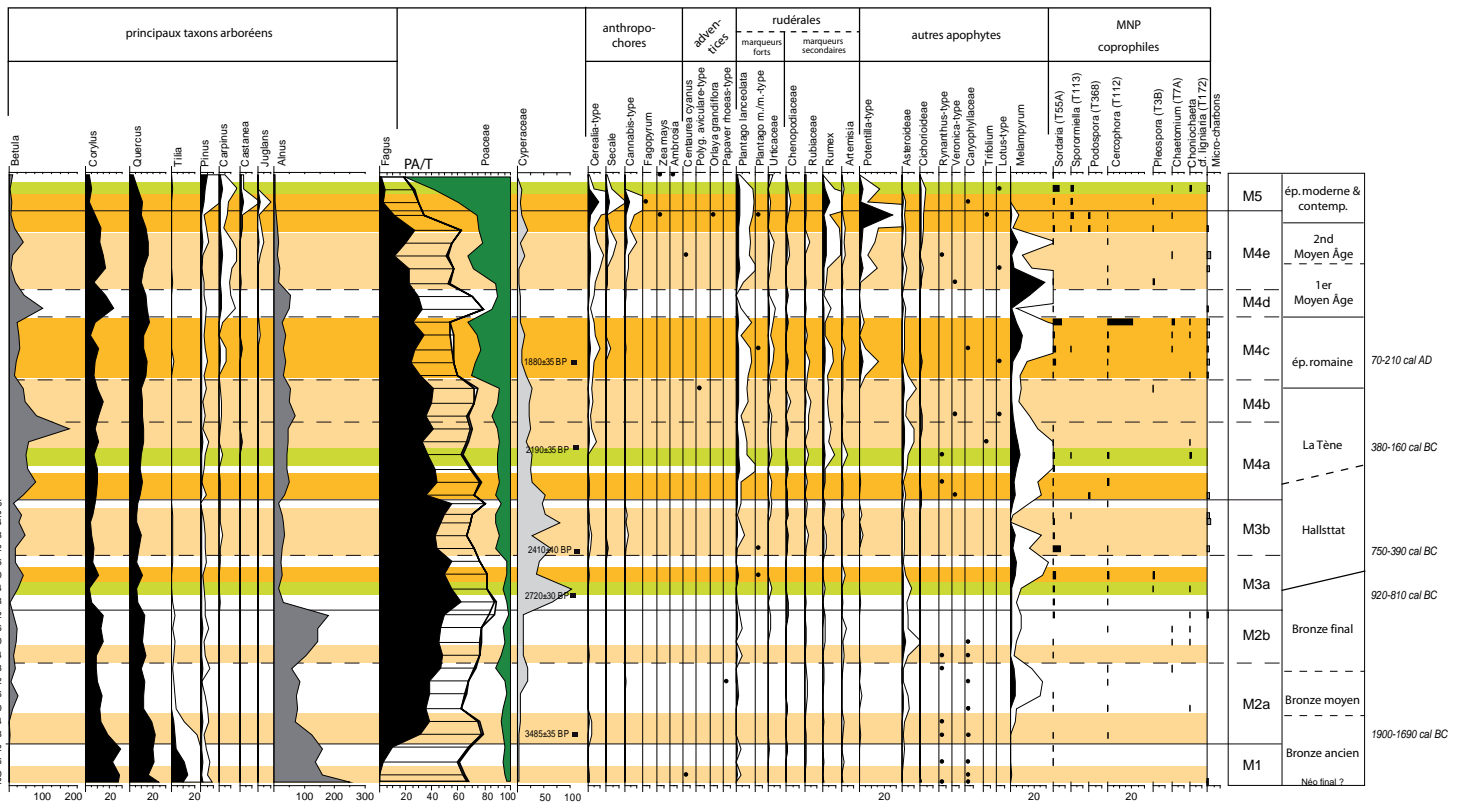 principaux taxons arboréens
anthropo-
chores
adven-
tices
rudérales
marqueurs
forts
marqueurs
secondaires
autres apophytes
MNP
coprophiles
Betula
Corylus
Quercus
Tilia
Pinus
Carpinus
Castanea
Juglans
Alnus
Fagus
PA/T
Poaceae
Cyperaceae
Cerealia-type
Secale
Cannabis-type
Fagopyrum
Zea mays
Ambrosia
Centaurea cyanus
Polyg. aviculare-type
Orlaya grandiflora
Papaver rhoeas-type
Plantago lanceolata
Plantago m./m.-type
Urticaceae
Chenopodiaceae
Rubiaceae
Rumex
Artemisia
Potentilla-type
Asteroideae
Cichorioideae
Rynanthus-type
Veronica-type
Caryophyllaceae
Trifolium
Lotus-type
Melampyrum
Sordaria (T55A)
Sporormiella (T113)
Podospora (T368)
Cercophora (T112)
Pleospora (T3B)
Chaetomium (T7A)
Choniochaeta
cf. ligniaria (T172)
Micro-charbons
M5
ép. moderne &
contemp.
M4e
2nd
Moyen Âge
1er
Moyen Âge
M4d
M4c
ép. romaine
1880±35 BP
70-210 cal AD
M4b
La Tène
M4a
2190±35 BP
380-160 cal BC
M3b
Hallsttat
2410±40 BP
750-390 cal BC
M3a
2720±30 BP
920-810 cal BC
M2b
Bronze final
M2a
Bronze moyen
3485±35 BP
1900-1690 cal BC
M1
Bronze ancien
Néo final ?
100 200 20 20 20 100 200 300 20 40 60 80 100 50 100 20 20 20